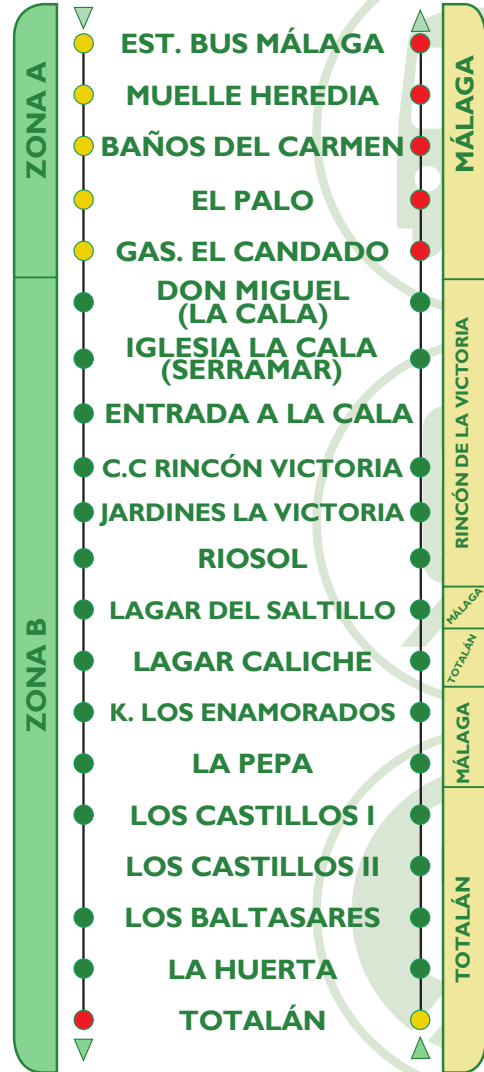 ZONA A
ZONA B
EST. BUS MÁLAGA
MUELLE HEREDIA
BAÑOS DEL CARMEN
EL PALO
GAS. EL CANDADO
DON MIGUEL
(LA CALA)
IGLESIA LA CALA
(SERRAMAR)
ENTRADA A LA CALA
C.C RINCÓN VICTORIA
JARDINES LA VICTORIA
RIOSOL
LAGAR DEL SALTILLO
LAGAR CALICHE
K. LOS ENAMORADOS
LA PEPA
LOS CASTILLOS I
LOS CASTILLOS II
LOS BALTASARES
LA HUERTA
TOTALÁN
MÁLAGA
RINCÓN DE LA VICTORIA
MÁLAGA
TOTALÁN
MÁLAGA
TOTALÁN